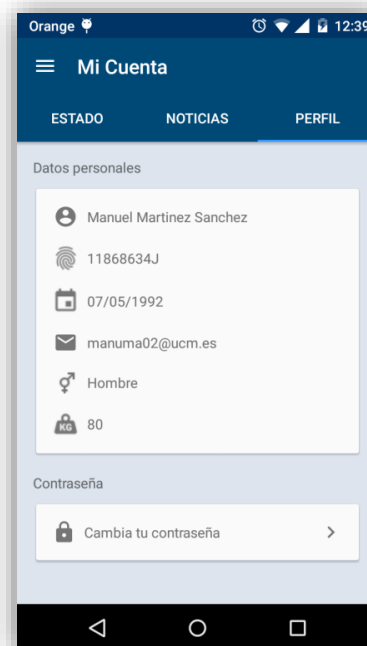 Orange 12:39
Mi Cuenta
ESTADO NOTICIAS PERFIL
Datos personales
Manuel Martinez Sanchez
11868634J
07/05/1992
manuma02@ucm.es
Hombre
KG 80
Contraseña
Cambia tu contraseña